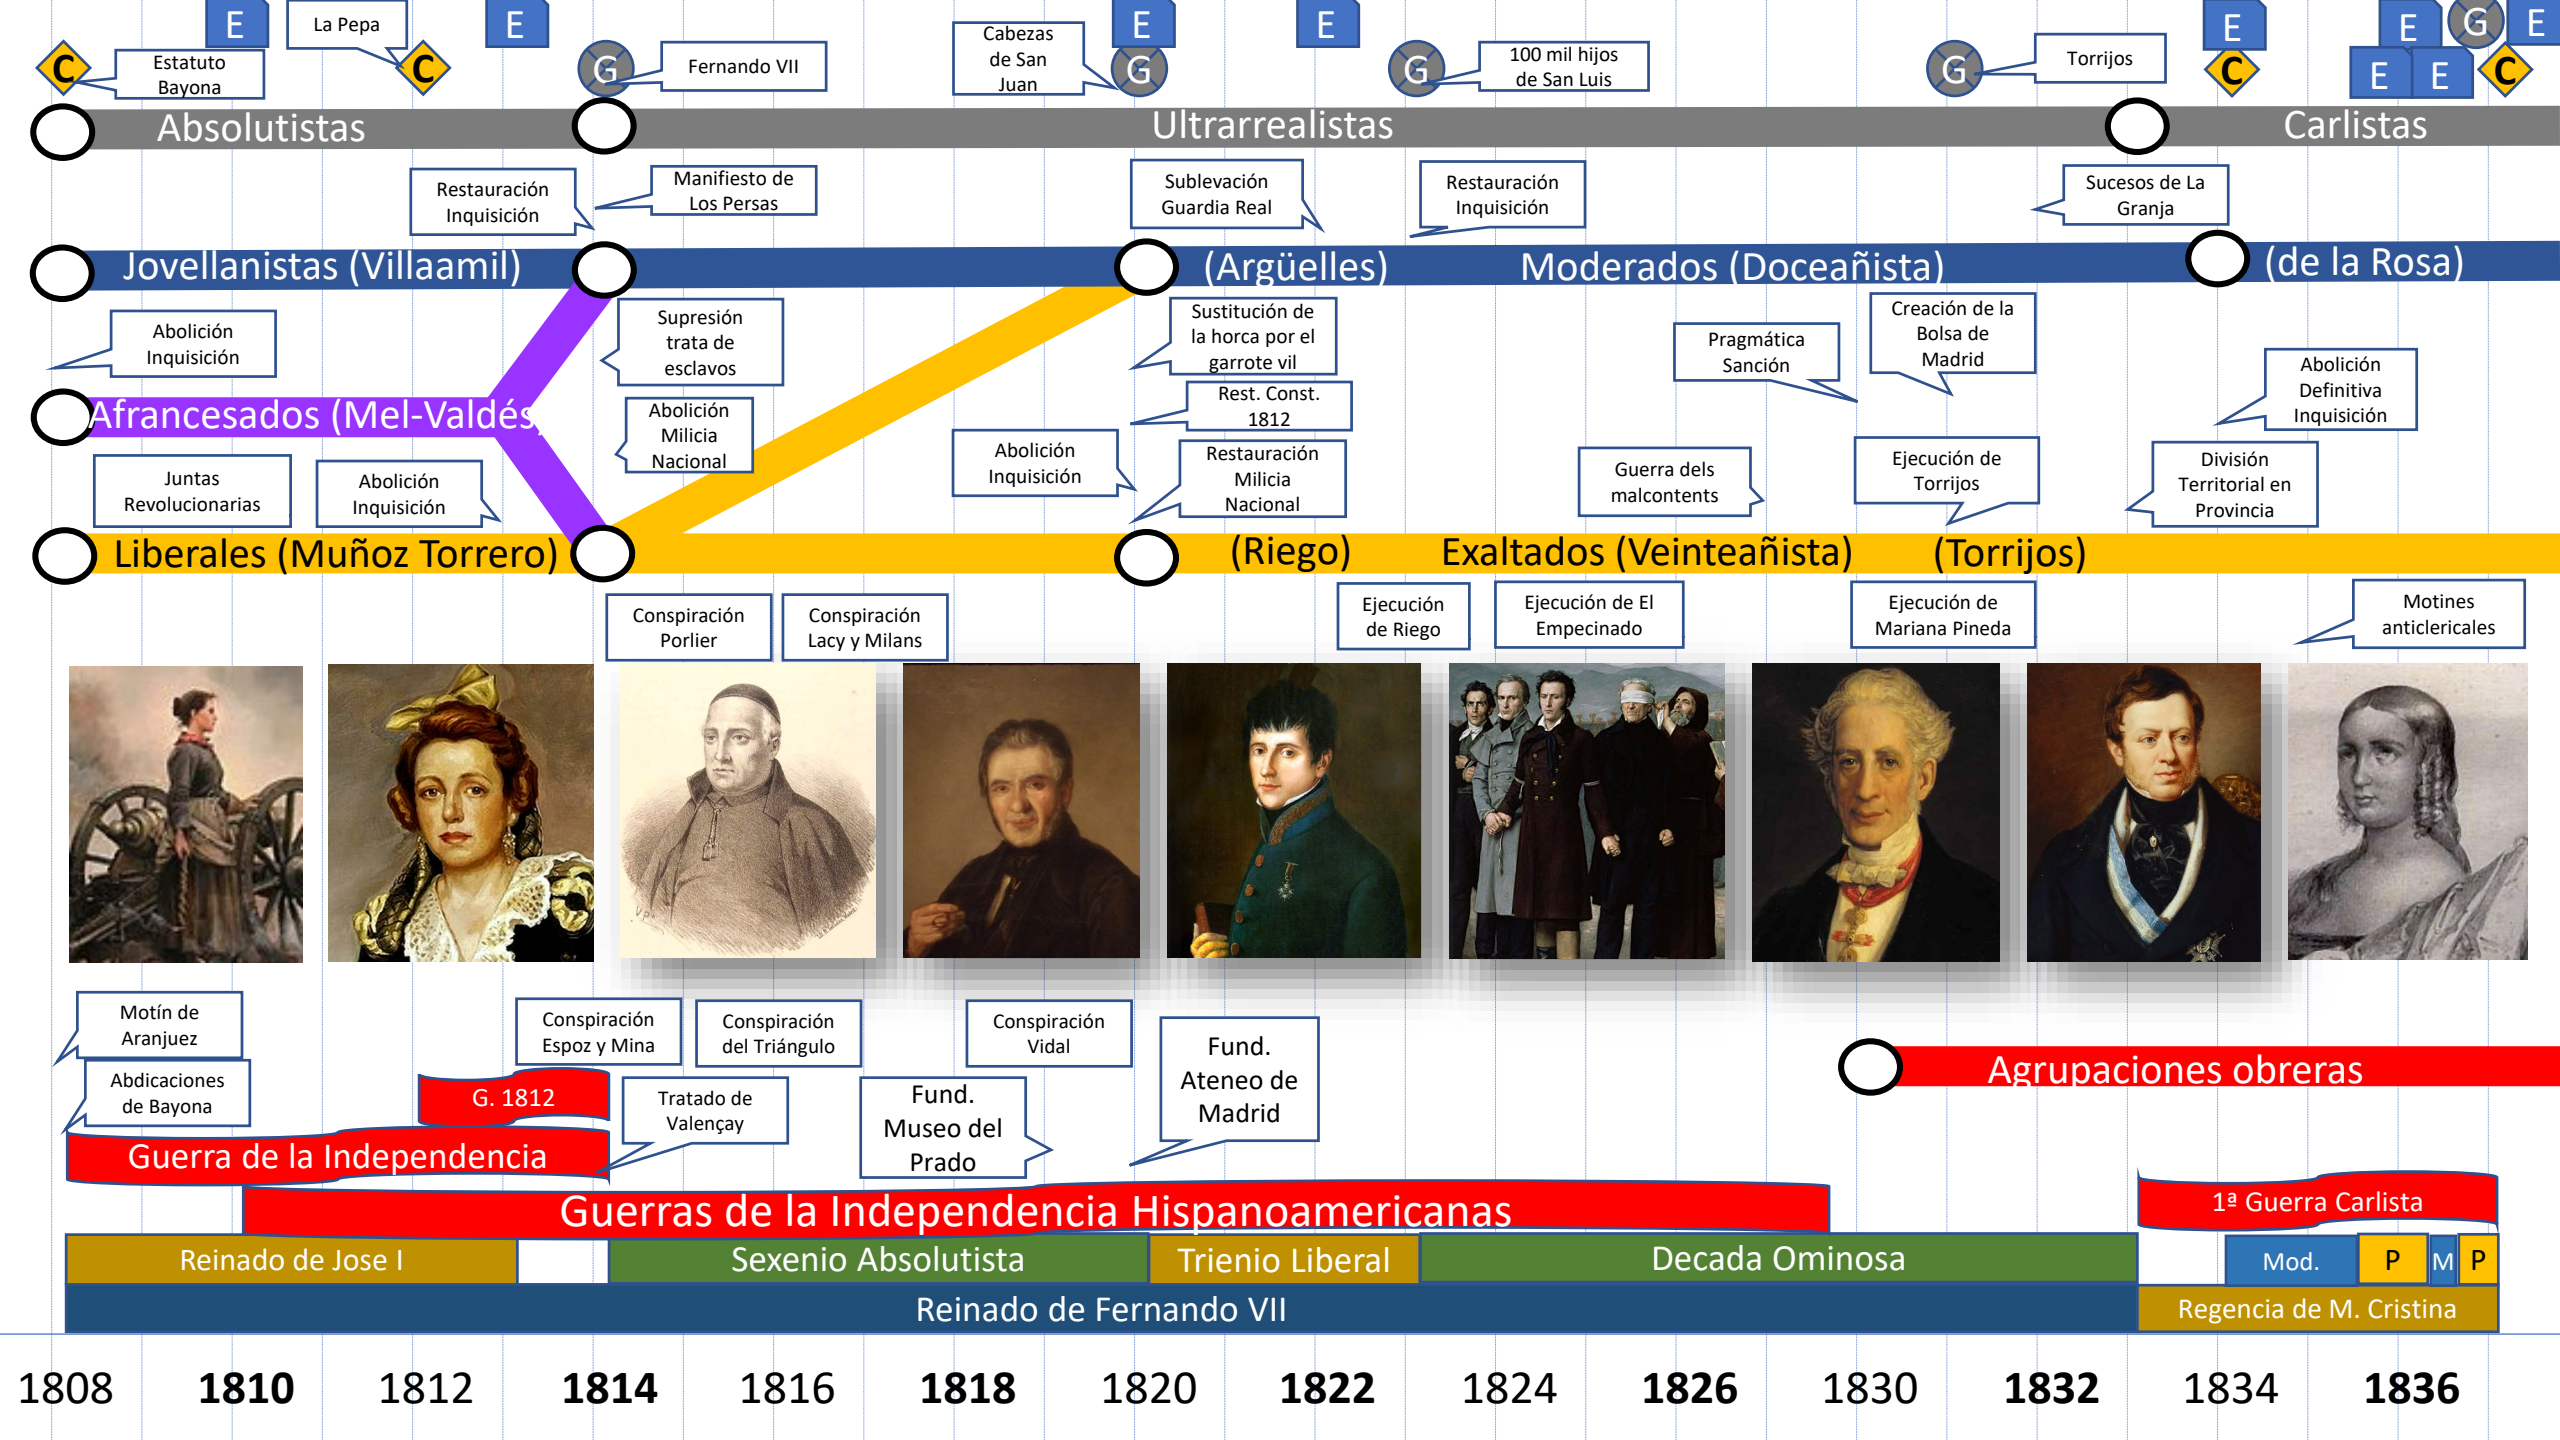 E
La Pepa
E
Cabezas
de San
Juan
E
E
E
E
G
E
C
Estatuto
Bayona
C
G
Fernando VII
G
G
100 mil hijos
de San Luis
G
Torrijos
C
E
E
C
Absolutistas
Ultrarrealistas
Carlistas
Restauración
Inquisición
Manifiesto de
Los Persas
Sublevación
Guardia Real
Restauración
Inquisición
Sucesos de La
Granja
Jovellanistas (Villaamil)
(Argüelles)
Moderados (Doceañista)
(de la Rosa)
Abolición
Inquisición
Supresión
trata de
esclavos
Sustitución de
la horca por el
garrote vil
Pragmática
Sanción
Creación de la
Bolsa de
Madrid
Abolición
Definitiva
Inquisición
Afrancesados (Mel-Valdés)
Abolición
Milicia
Nacional
Rest. Const.
1812
Juntas
Revolucionarias
Abolición
Inquisición
Abolición
Inquisición
Restauración
Milicia
Nacional
Guerra dels
malcontents
Ejecución de
Torrijos
División
Territorial en
Provincia
Liberales (Muñoz Torrero)
(Riego)
Exaltados (Veinteañista)
(Torrijos)
Conspiración
Porlier
Conspiración
Lacy y Milans
Ejecución
de Riego
Ejecución de El
Empecinado
Ejecución de
Mariana Pineda
Motines
anticlericales
Motín de
Aranjuez
Conspiración
Espoz y Mina
Conspiración
del Triángulo
Conspiración
Vidal
Fund.
Ateneo de
Madrid
Agrupaciones obreras
Abdicaciones
de Bayona
G. 1812
Tratado de
Valençay
Fund.
Museo del
Prado
Guerra de la Independencia
Guerras de la Independencia Hispanoamericanas
1ª Guerra Carlista
Reinado de Jose I
Sexenio Absolutista
Trienio Liberal
Decada Ominosa
Mod.
P
M
P
Reinado de Fernando VII
Regencia de M. Cristina
1808
1810
1812
1814
1816
1818
1820
1822
1824
1826
1830
1832
1834
1836